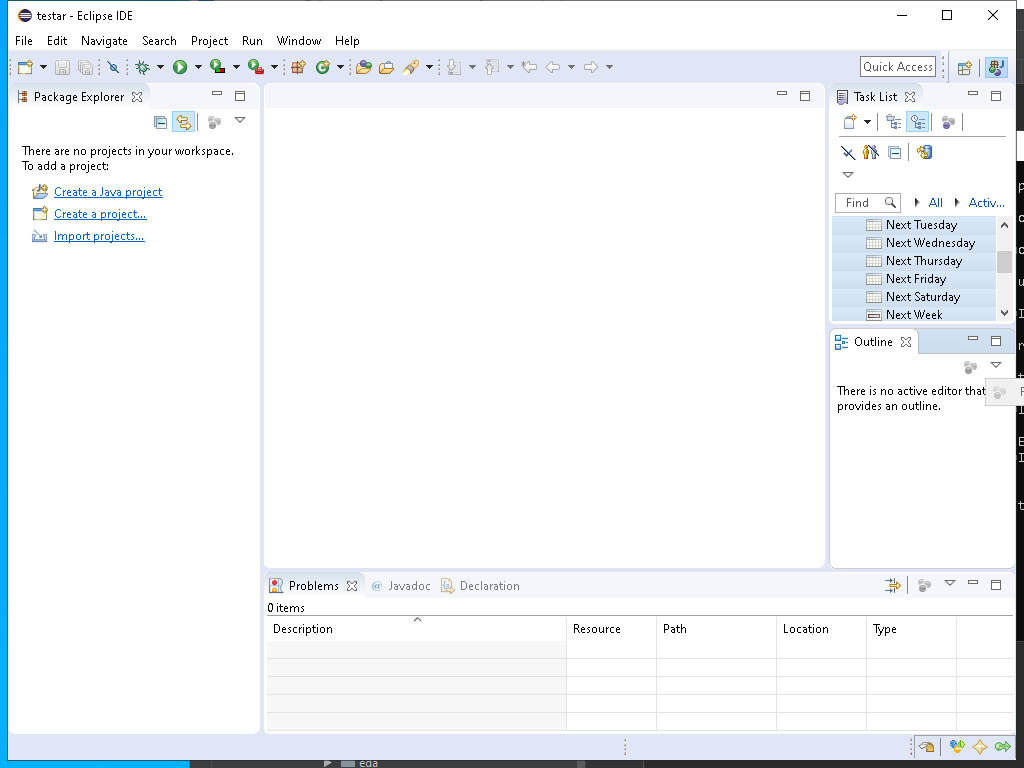 testar - Eclipse IDE
File Edit Navigate Search Project Run Window Help
Quick Access
Package Explorer
There are no projects in your workspace.
To add a project:
Create a Java project
Create a project...
Import projects...
Task List
Find All Activ...
Next Tuesday
Next Wednesday
Next Thursday
Next Friday
Next Saturday
Next Week
Outline
There is no active editor that
provides an outline.
Problems @ Javadoc Declaration
0 items
Description Resource Path Location Type
eda